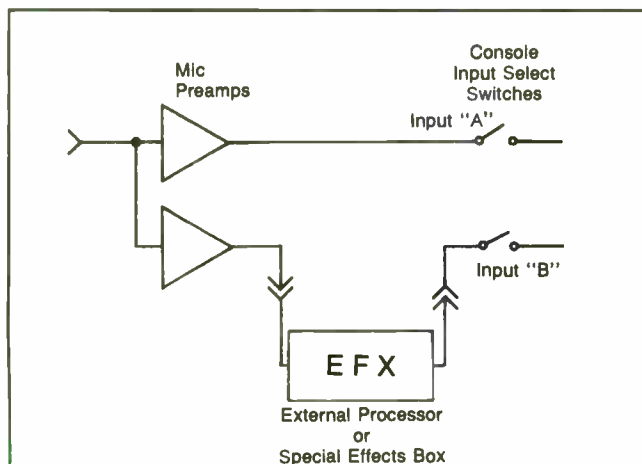 Mic
Preamps
Console
Input Select
Switches
Input "A"
Input "B"
EFX
External Processor
or
Special Effects Box